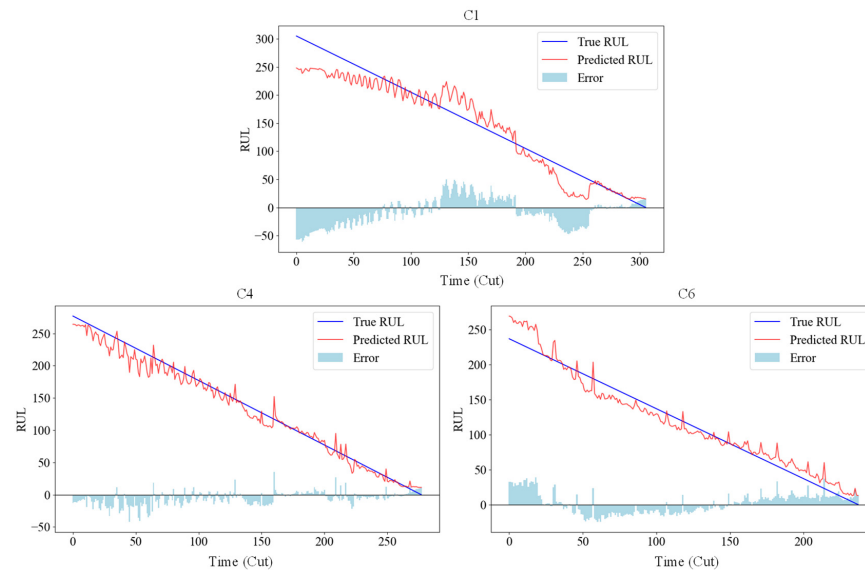 C1
True RUL
Predicted RUL
Error
300
250
200
150
100
50
0
−50
RUL
0 50 100 150 200 250 300
Time (Cut)
C4
True RUL
Predicted RUL
Error
250
200
150
100
50
0
−50
RUL
0 50 100 150 200 250
Time (Cut)
C6
True RUL
Predicted RUL
Error
250
200
150
100
50
0
RUL
0 50 100 150 200
Time (Cut)